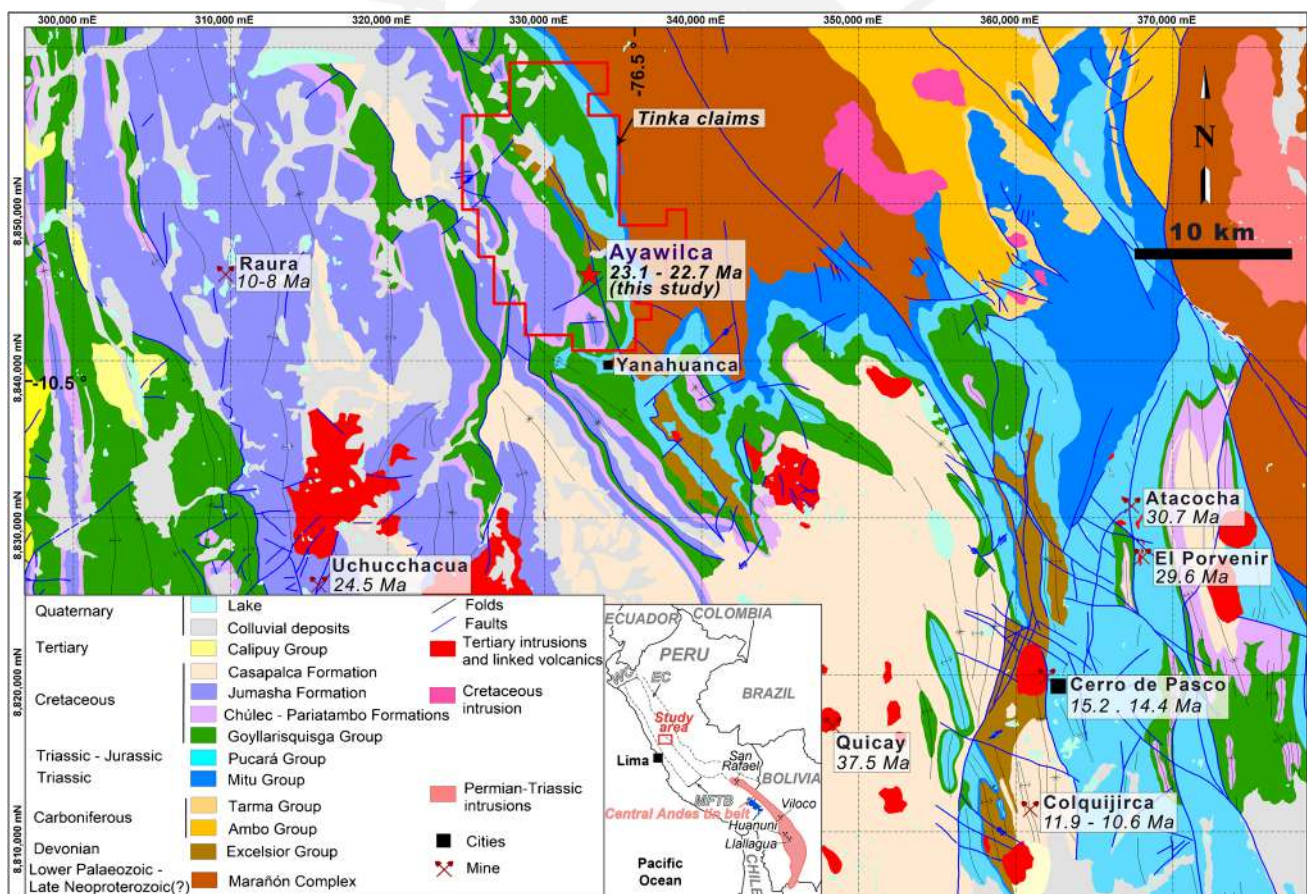 300,000 mE
310,000 mE
320,000 mE
330,000 mE
340,000 mE
350,000 mE
360,000 mE
370,000 mE
-76.5°
Tinka claims
N
10 km
8,850,000 mN
8,840,000 mN
8,830,000 mN
8,820,000 mN
8,810,000 mN
-10.5°
Raura
10-8 Ma
Ayawilca
23.1 - 22.7 Ma
(this study)
Yanahuanca
Atacocha
30.7 Ma
El Porvenir
29.6 Ma
Uchucchacua
24.5 Ma
Cerro de Pasco
15.2 . 14.4 Ma
Quicay
37.5 Ma
Colquijirca
11.9 - 10.6 Ma
Quaternary
Tertiary
Cretaceous
Triassic - Jurassic
Triassic
Carboniferous
Devonian
Lower Palaeozoic -
Late Neoproterozoic(?)
Lake
Colluvial deposits
Calipuy Group
Casapalca Formation
Jumasha Formation
Chúlec - Pariatambo Formations
Goyllarisquisga Group
Pucará Group
Mitu Group
Tarma Group
Ambo Group
Excelsior Group
Marañón Complex
Folds
Faults
Tertiary intrusions
and linked volcanics
Cretaceous
intrusion
Permian-Triassic
intrusions
Cities
Mine
ECUADOR
COLOMBIA
PERU
WC
EC
BRAZIL
Study
area
Lima
San
Rafael
BOLIVIA
MFTB
Viloco
Central Andes tin belt
Huanuni
Llallagua
Pacific
Ocean
CHILE